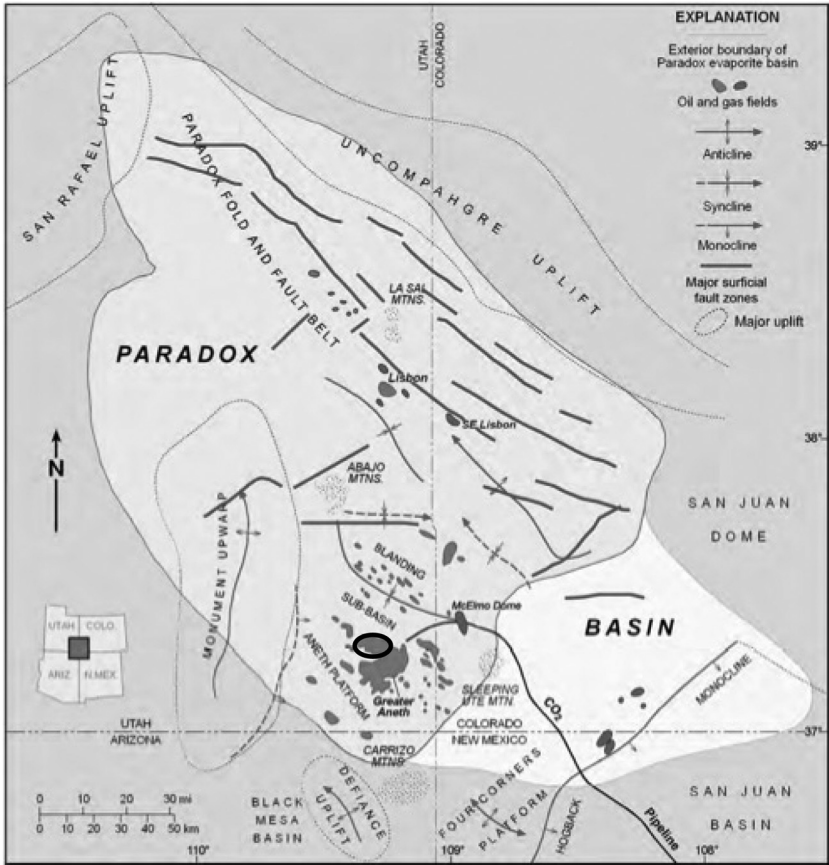 EXPLANATION
Exterior boundary of
Paradox evaporite basin
Oil and gas fields
Anticline
Syncline
Monocline
Major surficial
fault zones
Major uplift
UTAH
COLORADO
SAN RAFAEL UPLIFT
PARADOX FOLD AND FAULT BELT
UNCOMPAHGRE UPLIFT
39°
LA SAL
MTNS.
PARADOX
Lisbon
SE Lisbon
38°
N
ABAJO
MTNS.
SAN JUAN
DOME
MONUMENT UPWARP
BLANDING
SUB-BASIN
McElmo Dome
BASIN
UTAH
COLO.
ARIZ.
N.MEX.
ANETH PLATFORM
Greater
Aneth
SLEEPING
UTE MTN.
CO2
MONOCLINE
UTAH
ARIZONA
COLORADO
NEW MEXICO
37°
CARRIZO
MTNS
DEFIANCE
UPLIFT
BLACK
MESA
BASIN
FOUR CORNERS
PLATFORM
HOGBACK
Pipeline
SAN JUAN
BASIN
0 10 20 30 mi
0 10 20 30 40 50 km
110°
109°
108°